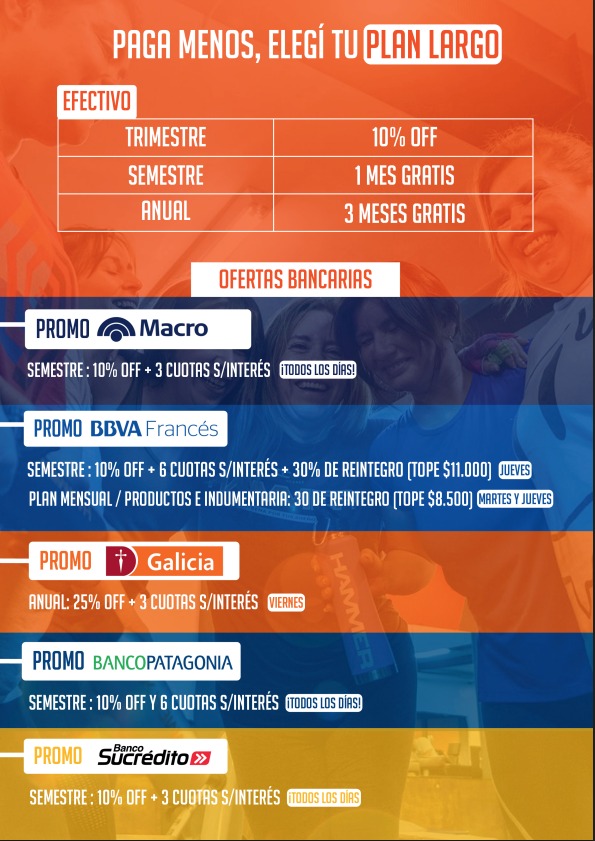 PAGA MENOS, ELEGÍ TU PLAN LARGO
EFECTIVO
TRIMESTRE 10% OFF
SEMESTRE 1 MES GRATIS
ANUAL 3 MESES GRATIS
OFERTAS BANCARIAS
PROMO Macro
SEMESTRE : 10% OFF + 3 CUOTAS S/INTERÉS ¡TODOS LOS DÍAS!
PROMO BBVA Francés
SEMESTRE : 10% OFF + 6 CUOTAS S/INTERÉS + 30% DE REINTEGRO (TOPE $11.000) JUEVES
PLAN MENSUAL / PRODUCTOS E INDUMENTARIA: 30 DE REINTEGRO (TOPE $8.500) MARTES Y JUEVES
PROMO Galicia
ANUAL: 25% OFF + 3 CUOTAS S/INTERÉS VIERNES
HAMMER
PROMO BANCOPATAGONIA
SEMESTRE : 10% OFF Y 6 CUOTAS S/INTERÉS ¡TODOS LOS DÍAS!
PROMO Banco Sucrédito
SEMESTRE : 10% OFF + 3 CUOTAS S/INTERÉS ¡TODOS LOS DÍAS